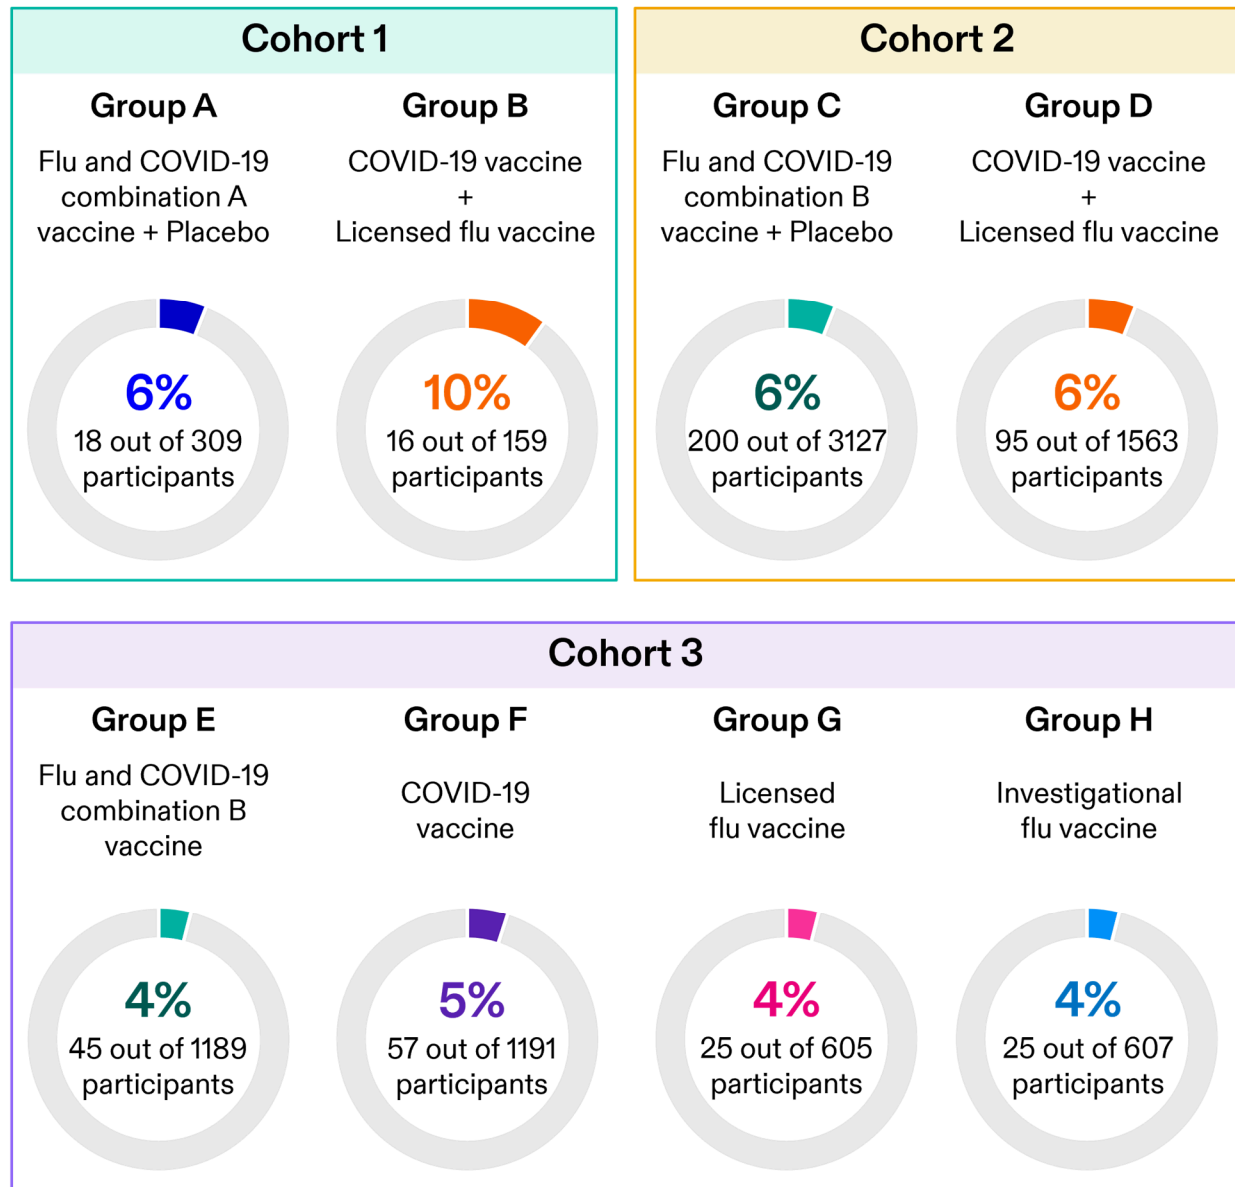 Cohort 1
Group A
Flu and COVID-19
combination A
vaccine + Placebo
6%
18 out of 309
participants
Group B
COVID-19 vaccine
+
Licensed flu vaccine
10%
16 out of 159
participants
Cohort 2
Group C
Flu and COVID-19
combination B
vaccine + Placebo
6%
200 out of 3127
participants
Group D
COVID-19 vaccine
+
Licensed flu vaccine
6%
95 out of 1563
participants
Cohort 3
Group E
Flu and COVID-19
combination B
vaccine
4%
45 out of 1189
participants
Group F
COVID-19
vaccine
5%
57 out of 1191
participants
Group G
Licensed
flu vaccine
4%
25 out of 605
participants
Group H
Investigational
flu vaccine
4%
25 out of 607
participants